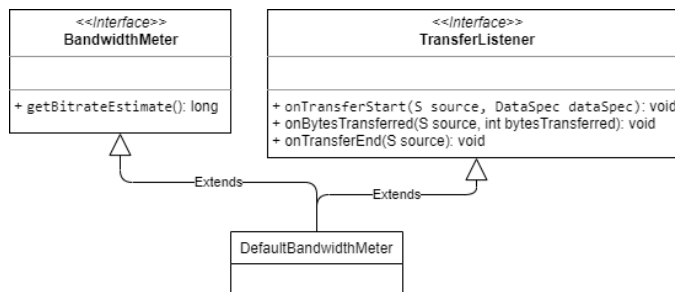 <<Interface>>
BandwidthMeter
+ getBitrateEstimate(): long
<<Interface>>
TransferListener
+ onTransferStart(S source, DataSpec dataSpec): void
+ onBytesTransferred(S source, int bytesTransferred): void
+ onTransferEnd(S source): void
Extends
Extends
DefaultBandwidthMeter